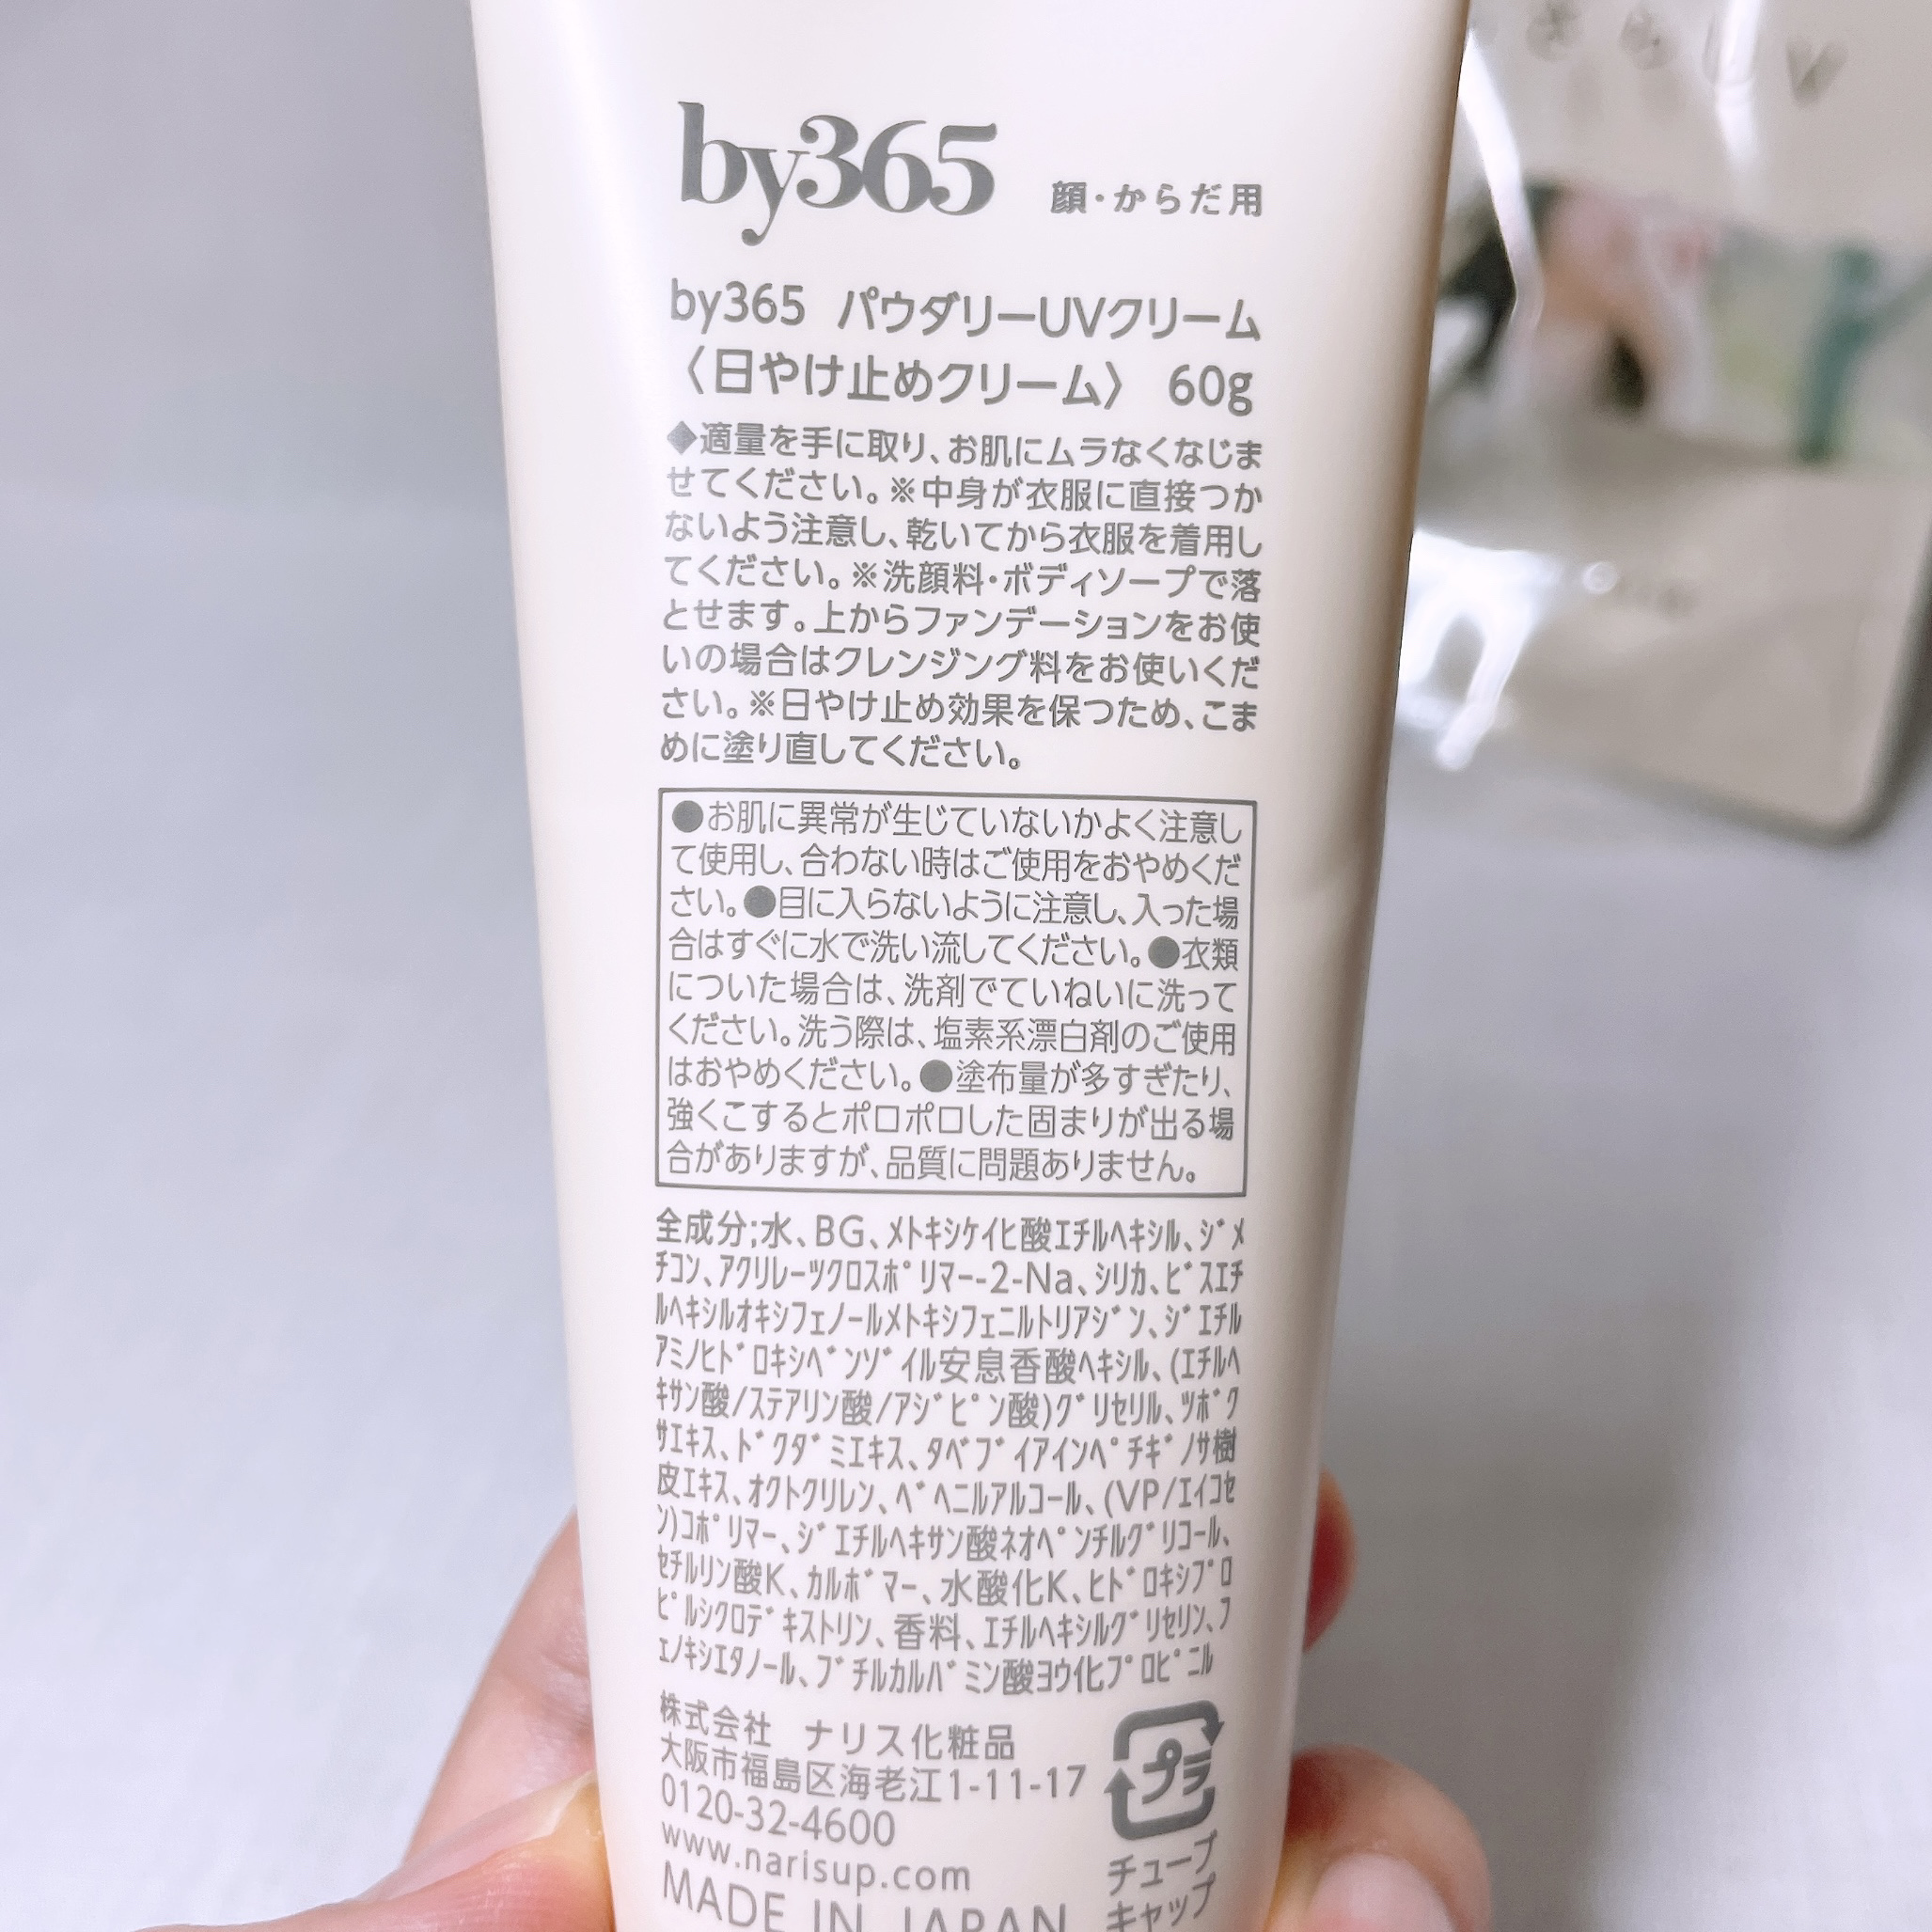 by365 顔・からだ用
by365 パウダリーUVクリーム
〈日やけ止めクリーム〉 60g
◆適量を手に取り、お肌にムラなくなじま
せてください。※中身が衣服に直接つか
ないよう注意し、乾いてから衣服を着用し
てください。※洗顔料・ボディソープで落
とせます。上からファンデーションをお使
いの場合はクレンジング料をお使いくだ
さい。※日やけ止め効果を保つため、こま
めに塗り直してください。
●お肌に異常が生じていないかよく注意し
て使用し、合わない時はご使用をおやめくだ
さい。●目に入らないように注意し、入った場
合はすぐに水で洗い流してください。●衣類
についた場合は、洗剤でていねいに洗って
ください。洗う際は、塩素系漂白剤のご使用
はおやめください。●塗布量が多すぎたり、
強くこするとポロポロした固まりが出る場
合がありますが、品質に問題ありません。
全成分;水、BG、ﾒﾄｷｼｹｲﾋ酸ｴﾁﾙﾍｷｼﾙ、ｼﾞﾒ
ﾁｺﾝ、ｱｸﾘﾚｰﾂｸﾛｽﾎﾟﾘﾏｰ-2-Na、ｼﾘｶ、ﾋﾞｽｴﾁ
ﾙﾍｷｼﾙｵｷｼﾌｪﾉｰﾙﾒﾄｷｼﾌｪﾆﾙﾄﾘｱｼﾞﾝ、ｼﾞｴﾁﾙ
ｱﾐﾉﾋﾄﾞﾛｷｼﾍﾞﾝｿﾞｲﾙ安息香酸ﾍｷｼﾙ、(ｴﾁﾙﾍ
ｷｻﾝ酸/ｽﾃｱﾘﾝ酸/ｱｼﾞﾋﾟﾝ酸)ｸﾞﾘｾﾘﾙ、ﾂﾎﾞｸ
ｻｴｷｽ、ﾄﾞｸﾀﾞﾐｴｷｽ、ﾀﾍﾞﾌﾞｲｱｲﾝﾍﾟﾁｷﾞﾉｻ樹
皮ｴｷｽ、ｵｸﾄｸﾘﾚﾝ、ﾍﾞﾍﾆﾙｱﾙｺｰﾙ、(VP/ｴｲｺｾ
ﾝ)ｺﾎﾟﾘﾏｰ、ｼﾞｴﾁﾙﾍｷｻﾝ酸ﾈｵﾍﾟﾝﾁﾙｸﾞﾘｺｰﾙ、
ｾﾁﾙﾘﾝ酸K、ｶﾙﾎﾞﾏｰ、水酸化K、ﾋﾄﾞﾛｷｼﾌﾟﾛ
ﾋﾟﾙｼｸﾛﾃﾞｷｽﾄﾘﾝ、香料、ｴﾁﾙﾍｷｼﾙｸﾞﾘｾﾘﾝ、ﾌ
ｪﾉｷｼｴﾀﾉｰﾙ、ﾌﾞﾁﾙｶﾙﾊﾞﾐﾝ酸ﾖｳ化ﾌﾟﾛﾋﾟﾆﾙ
株式会社 ナリス化粧品
大阪市福島区海老江1-11-17
0120-32-4600
www.narisup.com
MADE IN JAPAN
プラ
チューブ
キャップ